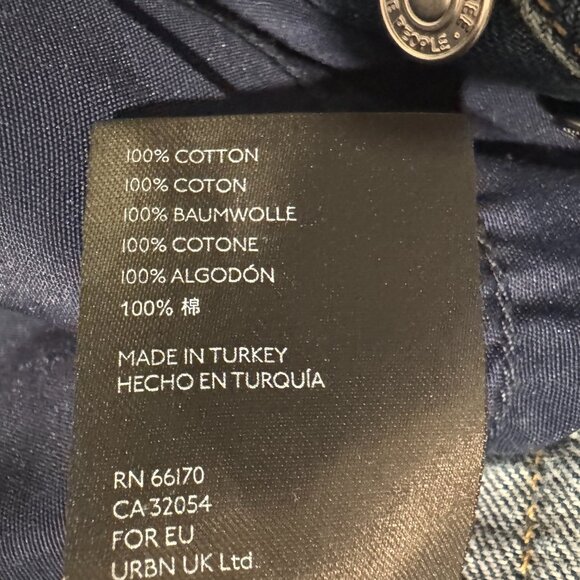 PEOPLE
100% COTTON
100% COTON
100% BAUMWOLLE
100% COTONE
100% ALGODÓN
100% 棉
MADE IN TURKEY
HECHO EN TURQUÍA
RN 66170
CA 32054
FOR EU
URBN UK Ltd.